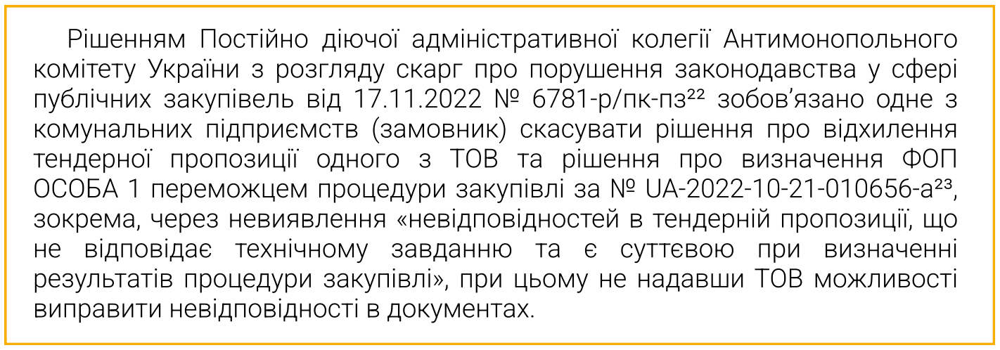 Рішенням Постійно діючої адміністративної колегії Антимонопольного
комітету України з розгляду скарг про порушення законодавства у сфері
публічних закупівель від 17.11.2022 № 6781-р/пк-пз²² зобов’язано одне з
комунальних підприємств (замовник) скасувати рішення про відхилення
тендерної пропозиції одного з ТОВ та рішення про визначення ФОП
ОСОБА 1 переможцем процедури закупівлі за № UA-2022-10-21-010656-а²³,
зокрема, через невиявлення «невідповідностей в тендерній пропозиції, що
не відповідає технічному завданню та є суттєвою при визначенні
результатів процедури закупівлі», при цьому не надавши ТОВ можливості
виправити невідповідності в документах.